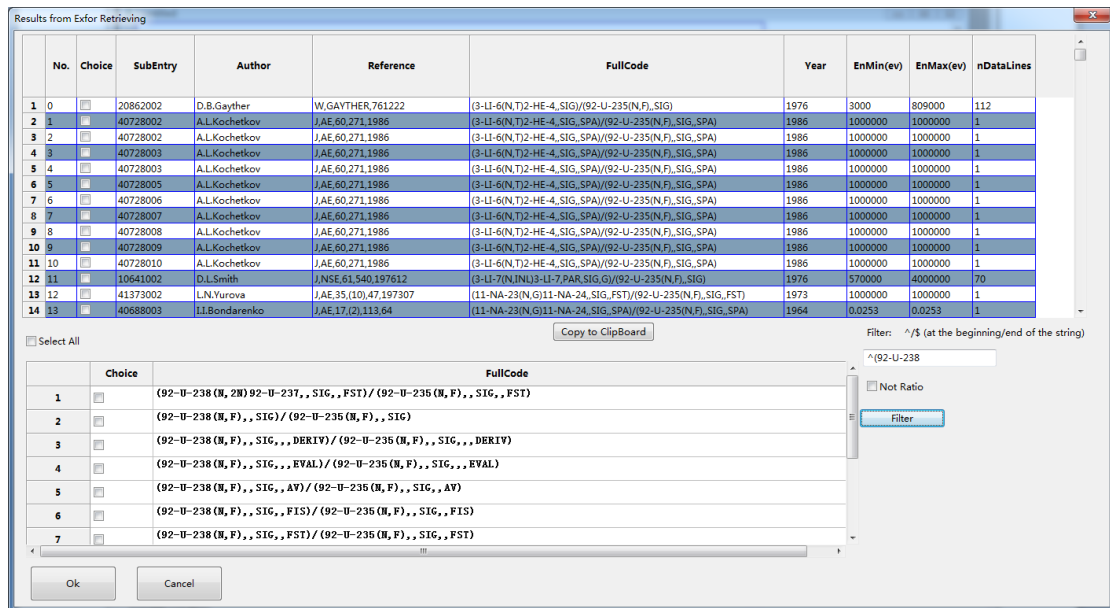 Results from Exfor Retrieving
No. Choice SubEntry Author Reference FullCode Year EnMin(ev) EnMax(ev) nDataLines
1 0 20862002 D.B.Gayther W,GAYTHER,761222 (3-LI-6(N,T)2-HE-4,,SIG)/(92-U-235(N,F),,SIG) 1976 3000 809000 112
2 1 40728002 A.L.Kochetkov J,AE,60,271,1986 (3-LI-6(N,T)2-HE-4,,SIG,,SPA)/(92-U-235(N,F),,SIG,,SPA) 1986 1000000 1000000 1
3 2 40728002 A.L.Kochetkov J,AE,60,271,1986 (3-LI-6(N,T)2-HE-4,,SIG,,SPA)/(92-U-235(N,F),,SIG,,SPA) 1986 1000000 1000000 1
4 3 40728003 A.L.Kochetkov J,AE,60,271,1986 (3-LI-6(N,T)2-HE-4,,SIG,,SPA)/(92-U-235(N,F),,SIG,,SPA) 1986 1000000 1000000 1
5 4 40728003 A.L.Kochetkov J,AE,60,271,1986 (3-LI-6(N,T)2-HE-4,,SIG,,SPA)/(92-U-235(N,F),,SIG,,SPA) 1986 1000000 1000000 1
6 5 40728005 A.L.Kochetkov J,AE,60,271,1986 (3-LI-6(N,T)2-HE-4,,SIG,,SPA)/(92-U-235(N,F),,SIG,,SPA) 1986 1000000 1000000 1
7 6 40728006 A.L.Kochetkov J,AE,60,271,1986 (3-LI-6(N,T)2-HE-4,,SIG,,SPA)/(92-U-235(N,F),,SIG,,SPA) 1986 1000000 1000000 1
8 7 40728007 A.L.Kochetkov J,AE,60,271,1986 (3-LI-6(N,T)2-HE-4,,SIG,,SPA)/(92-U-235(N,F),,SIG,,SPA) 1986 1000000 1000000 1
9 8 40728008 A.L.Kochetkov J,AE,60,271,1986 (3-LI-6(N,T)2-HE-4,,SIG,,SPA)/(92-U-235(N,F),,SIG,,SPA) 1986 1000000 1000000 1
10 9 40728009 A.L.Kochetkov J,AE,60,271,1986 (3-LI-6(N,T)2-HE-4,,SIG,,SPA)/(92-U-235(N,F),,SIG,,SPA) 1986 1000000 1000000 1
11 10 40728010 A.L.Kochetkov J,AE,60,271,1986 (3-LI-6(N,T)2-HE-4,,SIG,,SPA)/(92-U-235(N,F),,SIG,,SPA) 1986 1000000 1000000 1
12 11 10641002 D.L.Smith J,NSE,61,540,197612 (3-LI-7(N,INL)3-LI-7,PAR,SIG,G)/(92-U-235(N,F),,SIG) 1976 570000 4000000 70
13 12 41373002 L.N.Yurova J,AE,35,(10),47,197307 (11-NA-23(N,G)11-NA-24,,SIG,,FST)/(92-U-235(N,F),,SIG,,FST) 1973 1000000 1000000 1
14 13 40688003 I.I.Bondarenko J,AE,17,(2),113,64 (11-NA-23(N,G)11-NA-24,,SIG,,SPA)/(92-U-235(N,F),,SIG,,SPA) 1964 0.0253 0.0253 1
Select All
Copy to ClipBoard
Filter: ^/$ (at the beginning/end of the string)
^(92-U-238
Not Ratio
Filter
Choice FullCode
1 (92-U-238(N,2N)92-U-237,,SIG,,FST)/(92-U-235(N,F),,SIG,,FST)
2 (92-U-238(N,F),,SIG)/(92-U-235(N,F),,SIG)
3 (92-U-238(N,F),,SIG,,,DERIV)/(92-U-235(N,F),,SIG,,,DERIV)
4 (92-U-238(N,F),,SIG,,,EVAL)/(92-U-235(N,F),,SIG,,,EVAL)
5 (92-U-238(N,F),,SIG,,AV)/(92-U-235(N,F),,SIG,,AV)
6 (92-U-238(N,F),,SIG,,FIS)/(92-U-235(N,F),,SIG,,FIS)
7 (92-U-238(N,F),,SIG,,FST)/(92-U-235(N,F),,SIG,,FST)
Ok Cancel